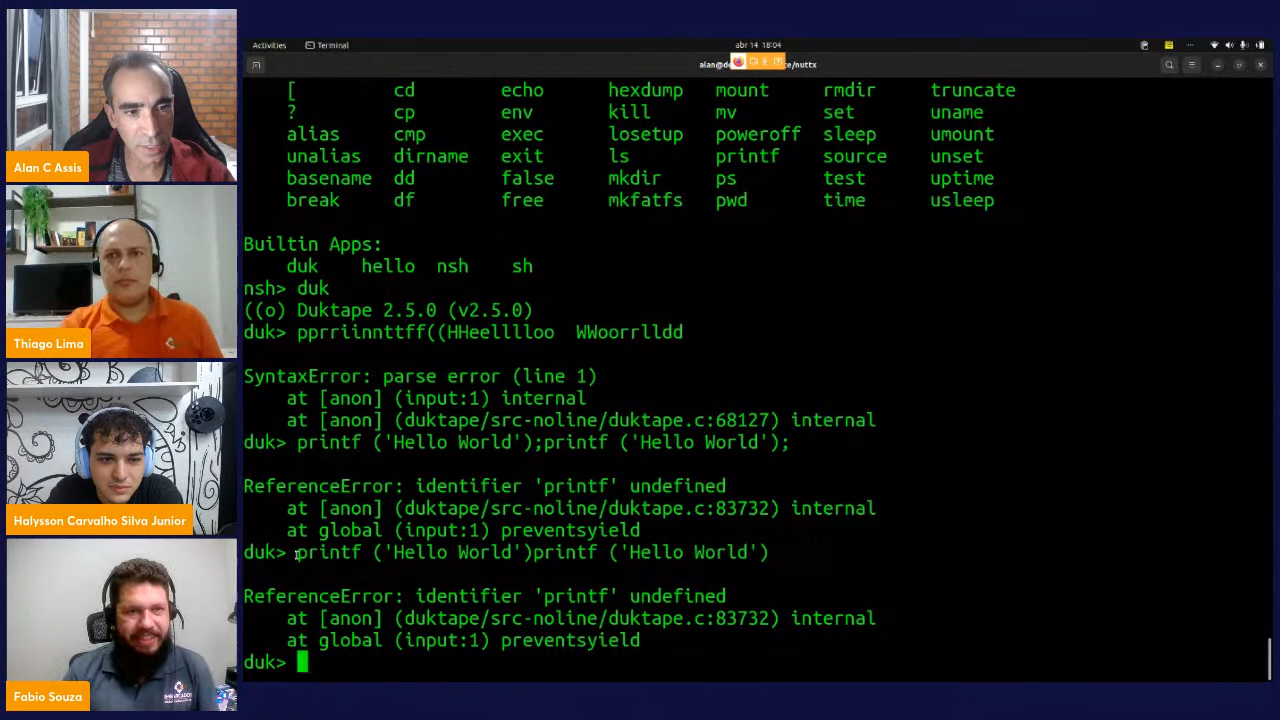 Activities
Terminal
abr 14 18:04
/nuttx
[ cd echo hexdump mount rmdir truncate
? cp env kill mv set uname
alias cmp exec losetup poweroff sleep umount
unalias dirname exit ls printf source unset
basename dd false mkdir ps test uptime
break df free mkfatfs pwd time usleep
Builtin Apps:
duk hello nsh sh
nsh> duk
((o) Duktape 2.5.0 (v2.5.0)
duk> pprriinnttff((HHeelllloo WWoorrlldd
SyntaxError: parse error (line 1)
at [anon] (input:1) internal
at [anon] (duktape/src-noline/duktape.c:68127) internal
duk> printf ('Hello World');printf ('Hello World');
ReferenceError: identifier 'printf' undefined
at [anon] (duktape/src-noline/duktape.c:83732) internal
at global (input:1) preventsyield
duk> printf ('Hello World')printf ('Hello World')
ReferenceError: identifier 'printf' undefined
at [anon] (duktape/src-noline/duktape.c:83732) internal
at global (input:1) preventsyield
duk>
Alan C Assis
Thiago Lima
Halysson Carvalho Silva Junior
Fabio Souza